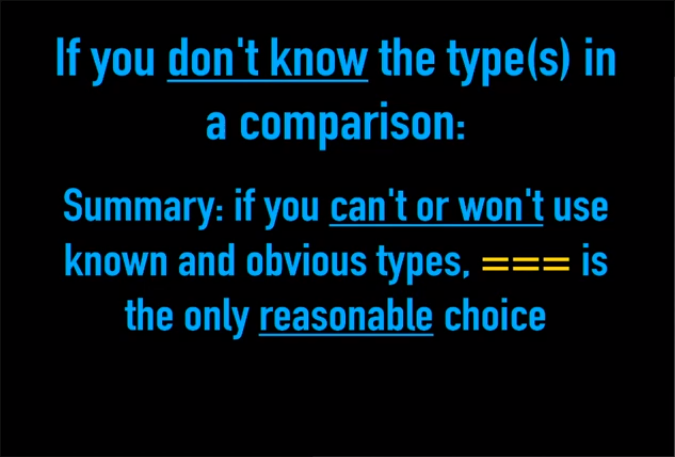 If you don't know the type(s) in
a comparison:
Summary: if you can't or won't use
known and obvious types, === is
the only reasonable choice